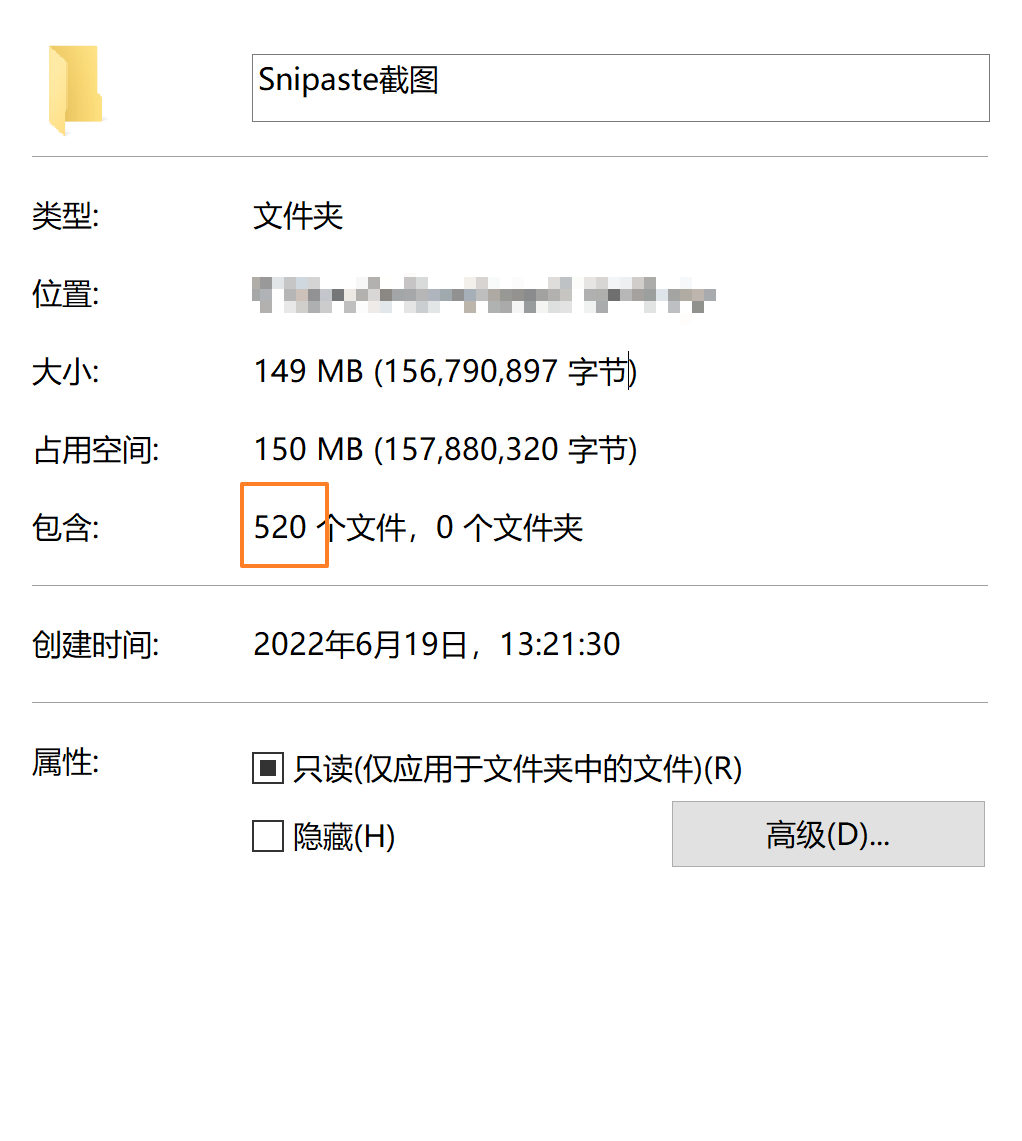 Snipaste截图
类型: 文件夹
位置:
大小: 149 MB (156,790,897 字节)
占用空间: 150 MB (157,880,320 字节)
包含: 520 个文件，0 个文件夹
创建时间: 2022年6月19日，13:21:30
属性: 只读(仅应用于文件夹中的文件)(R)
隐藏(H) 高级(D)...